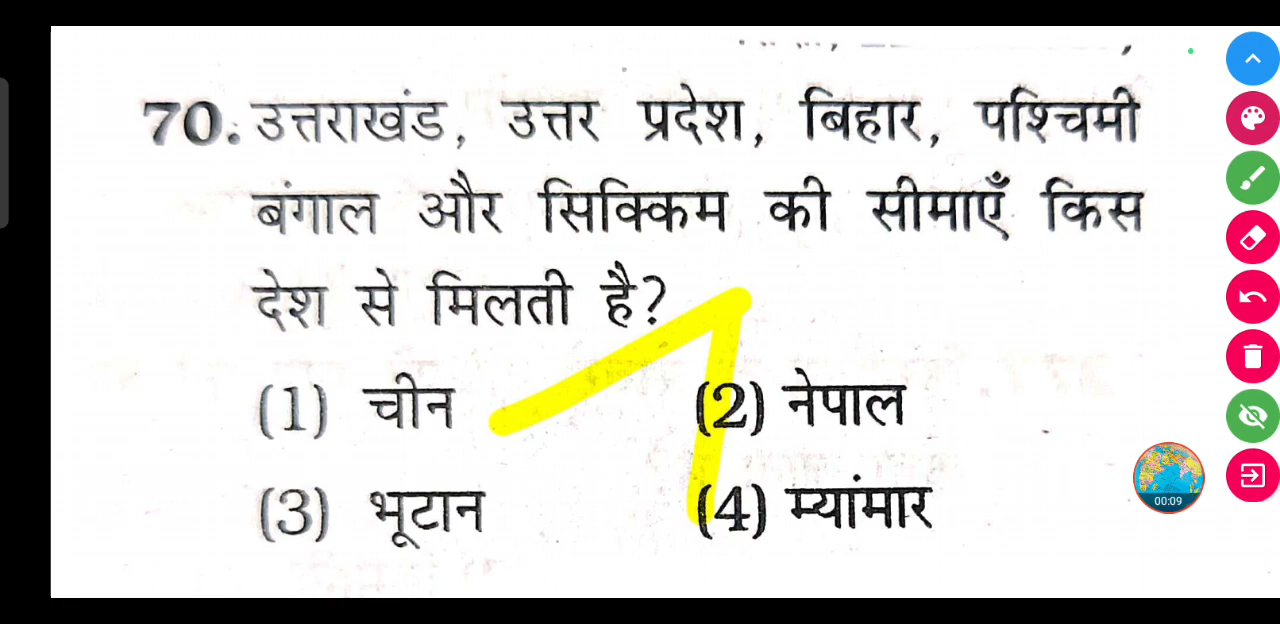 70. उत्तराखंड, उत्तर प्रदेश, बिहार, पश्चिमी
बंगाल और सिक्किम की सीमाएँ किस
देश से मिलती है?
(1) चीन (2) नेपाल
(3) भूटान (4) म्यांमार
00:09